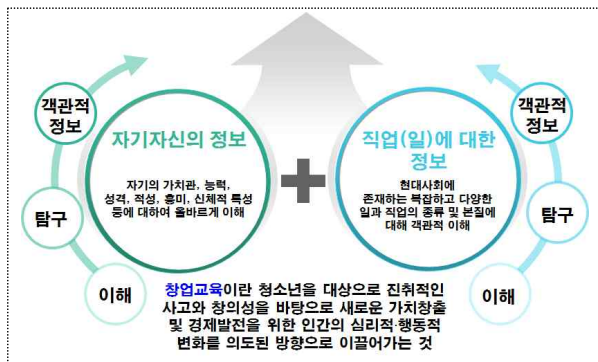 객관적
정보
탐구
이해
자기자신의 정보
자기의 가치관, 능력,
성격, 적성, 흥미, 신체적 특성
등에 대하여 올바르게 이해
+
직업(일)에 대한
정보
현대사회에
존재하는 복잡하고 다양한
일과 직업의 종류 및 본질에
대해 객관적 이해
객관적
정보
탐구
이해
창업교육이란 청소년을 대상으로 진취적인
사고와 창의성을 바탕으로 새로운 가치창출
및 경제발전을 위한 인간의 심리적·행동적
변화를 의도된 방향으로 이끌어가는 것